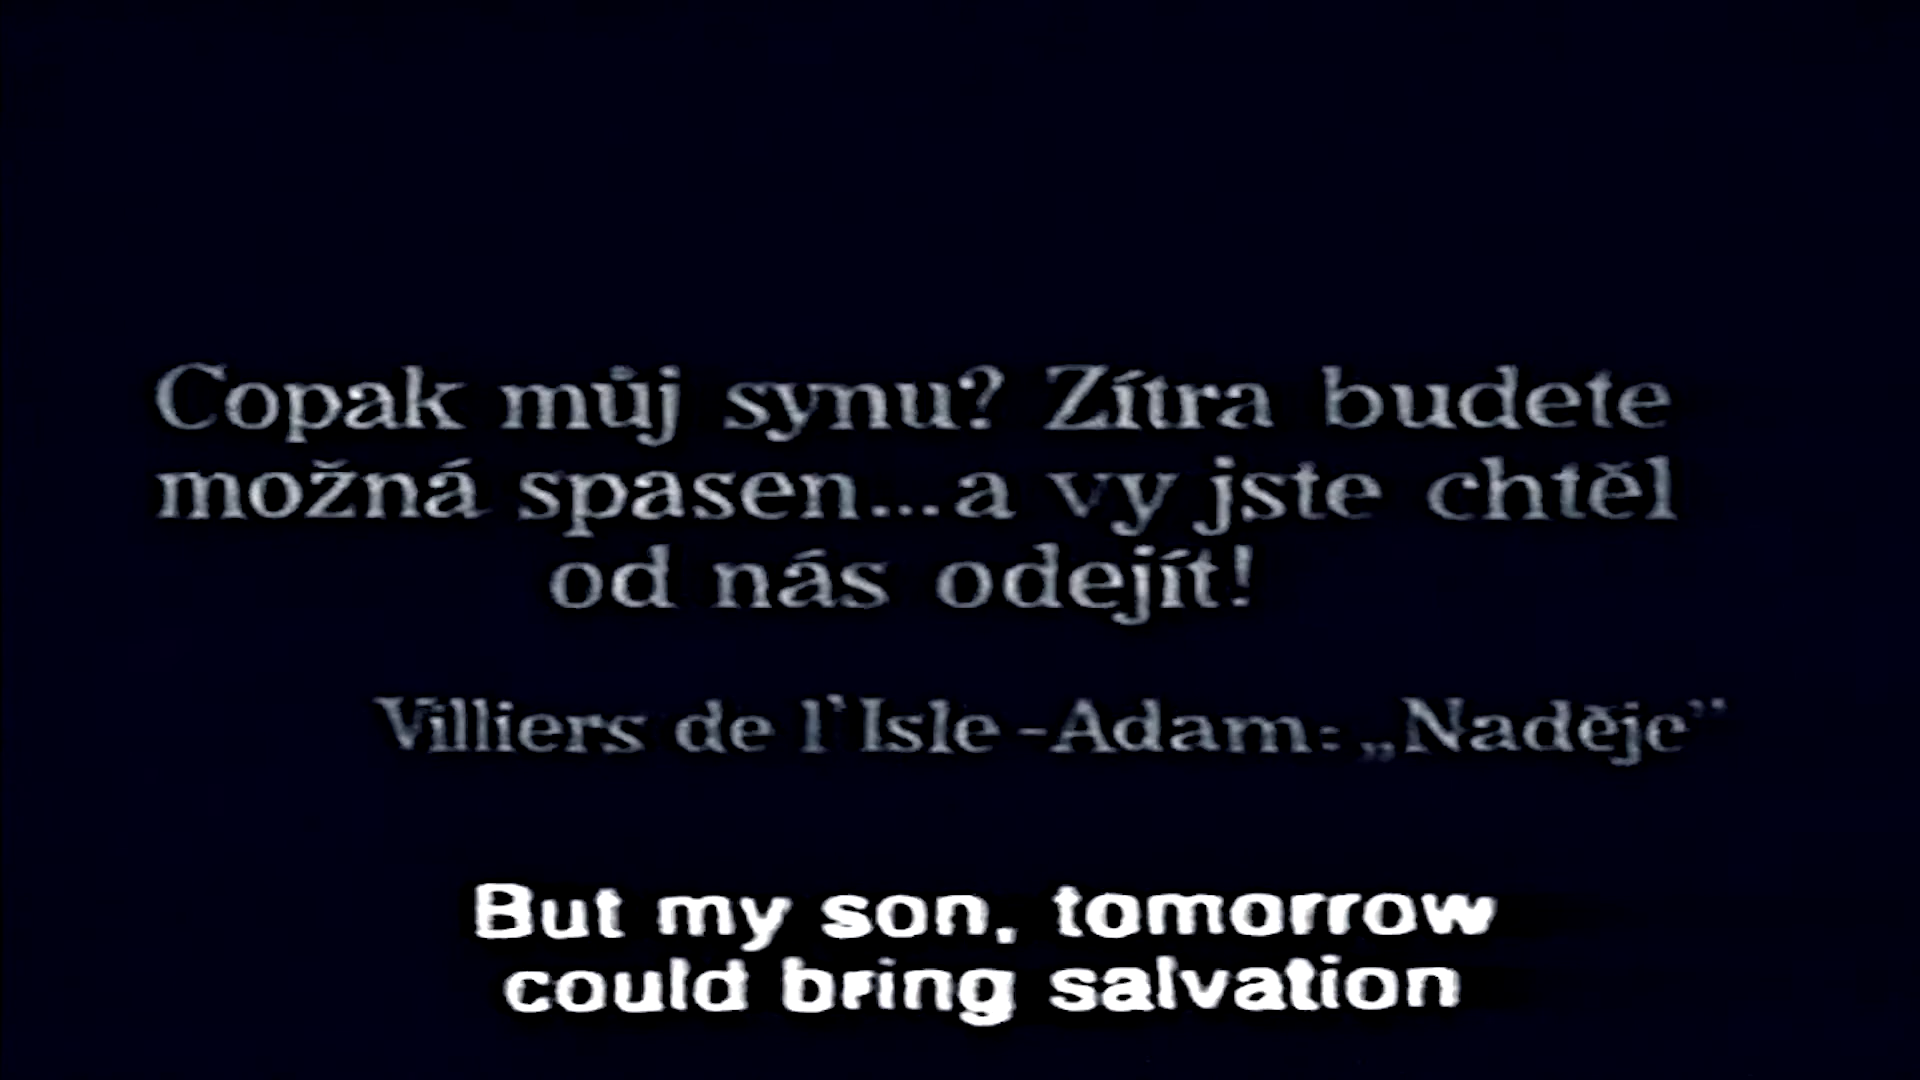 Copak můj synu? Zítra budete
možná spasen...a vy jste chtěl
od nás odejít!
Villiers de l'Isle-Adam: „Naděje”
But my son, tomorrow
could bring salvation